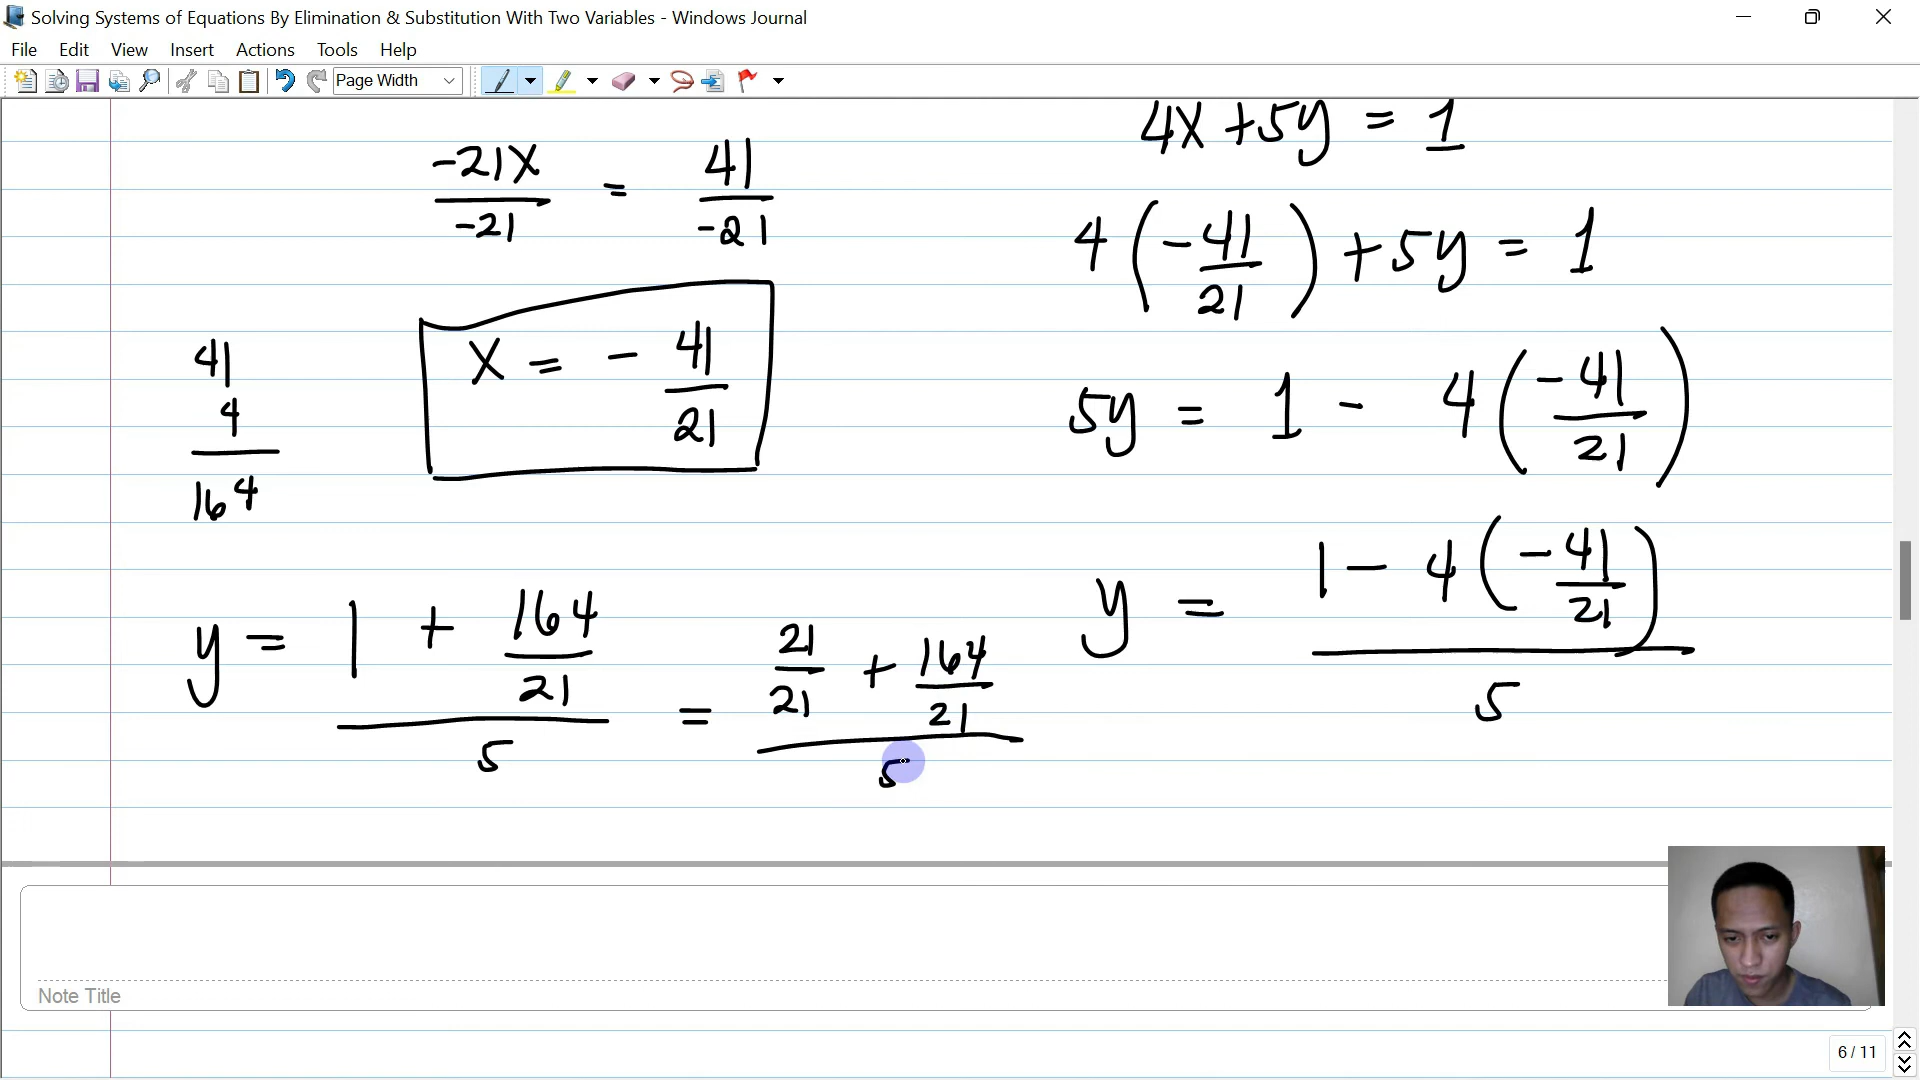 Solving Systems of Equations By Elimination & Substitution With Two Variables - Windows Journal
File Edit View Insert Actions Tools Help
Page Width
-21X / -21 = 41 / -21
X = - 41/21
41
4
164
4X + 5y = 1
4(-41/21) + 5y = 1
5y = 1 - 4(-41/21)
y = (1 - 4(-41/21)) / 5
y = (1 + 164/21) / 5 = (21/21 + 164/21) / 5
Note Title
6 / 11